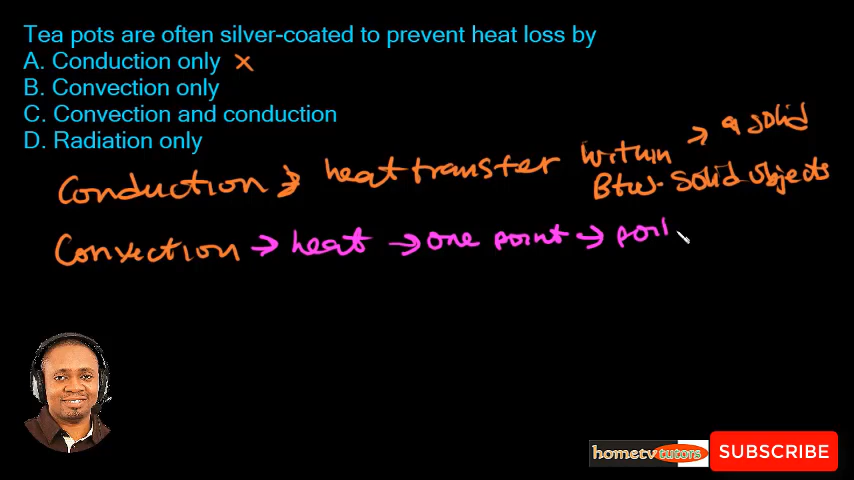 Tea pots are often silver-coated to prevent heat loss by
A. Conduction only ×
B. Convection only
C. Convection and conduction
D. Radiation only
Conduction → heat transfer within → a solid
Btw. Solid objects
Convection → heat → one point →
hometvtutors
SUBSCRIBE